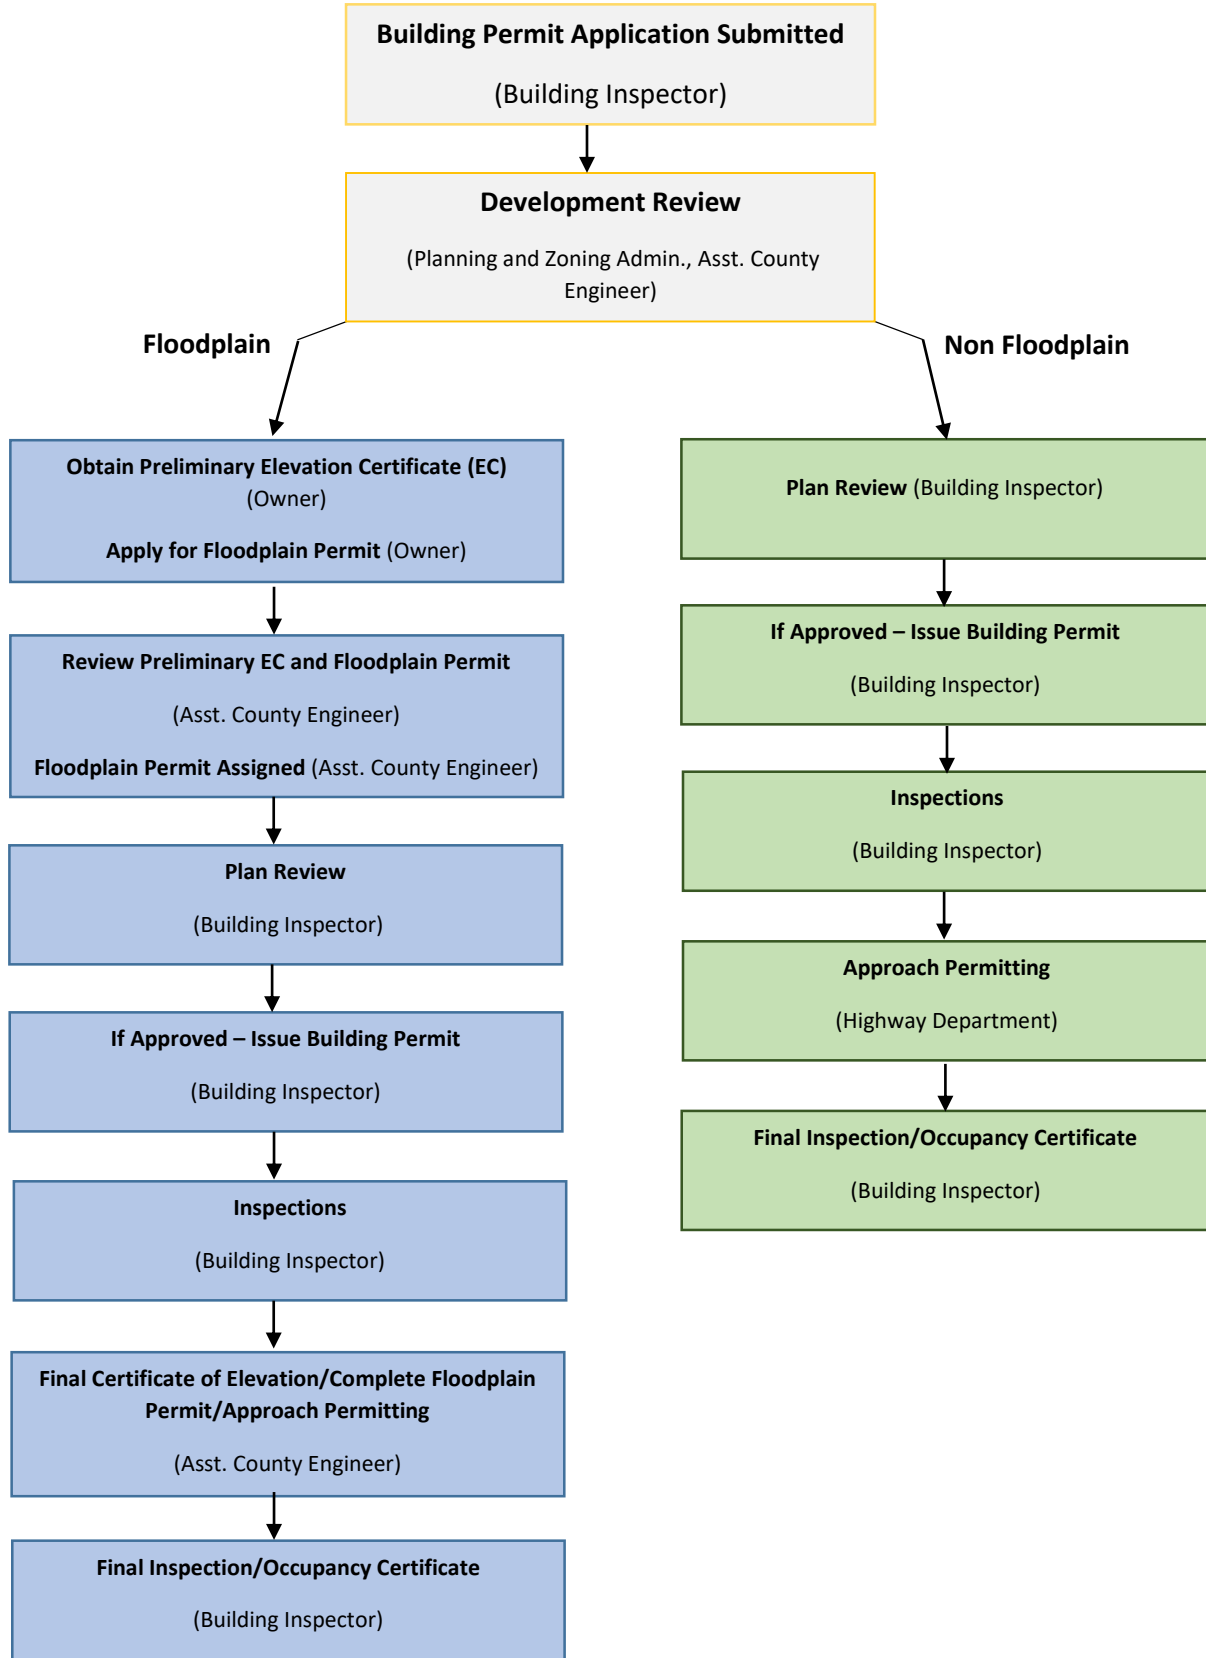 Building Permit Application Submitted
(Building Inspector)
Development Review
(Planning and Zoning Admin., Asst. County
Engineer)
Floodplain
Non Floodplain
Obtain Preliminary Elevation Certificate (EC)
(Owner)
Apply for Floodplain Permit (Owner)
Review Preliminary EC and Floodplain Permit
(Asst. County Engineer)
Floodplain Permit Assigned (Asst. County Engineer)
Plan Review
(Building Inspector)
If Approved – Issue Building Permit
(Building Inspector)
Inspections
(Building Inspector)
Final Certificate of Elevation/Complete Floodplain
Permit/Approach Permitting
(Asst. County Engineer)
Final Inspection/Occupancy Certificate
(Building Inspector)
Plan Review (Building Inspector)
If Approved – Issue Building Permit
(Building Inspector)
Inspections
(Building Inspector)
Approach Permitting
(Highway Department)
Final Inspection/Occupancy Certificate
(Building Inspector)